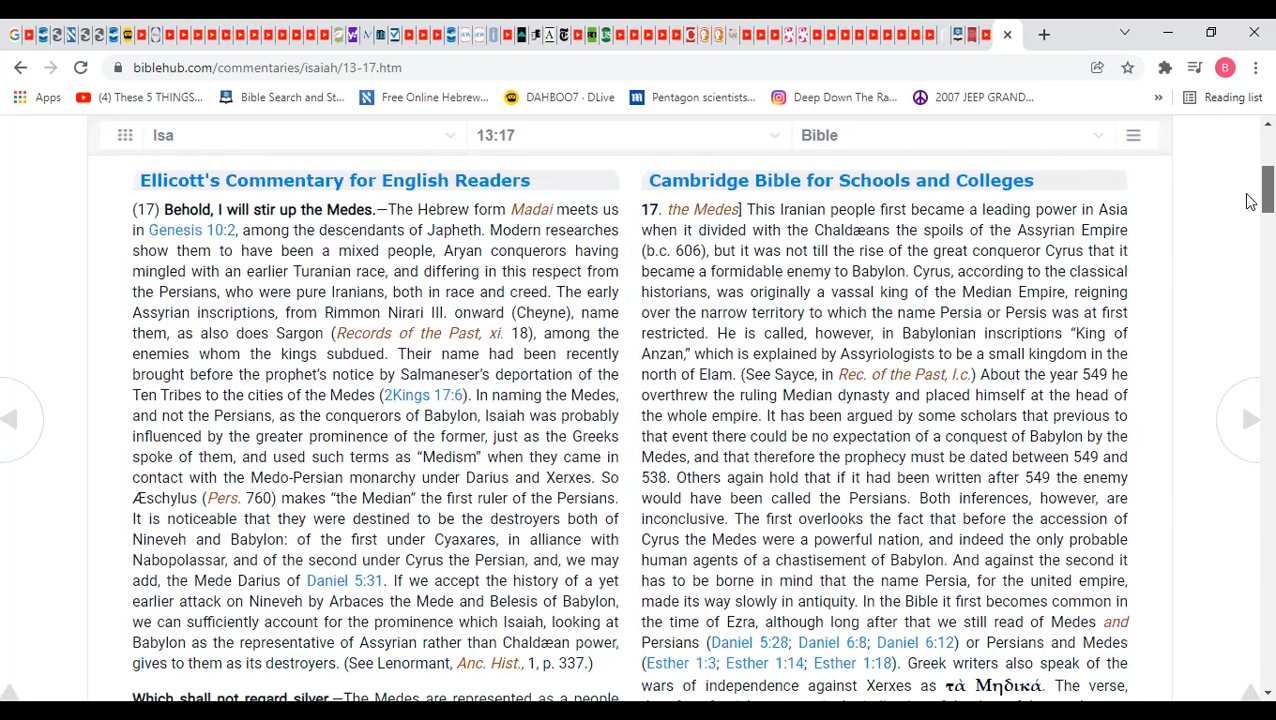 biblehub.com/commentaries/isaiah/13-17.htm
B
Apps
(4) These 5 THINGS...
Bible Search and St...
Free Online Hebrew...
DAHBOO7 - DLive
Pentagon scientists...
Deep Down The Ra...
2007 JEEP GRAND...
»
Reading list
Isa
13:17
Bible
Ellicott's Commentary for English Readers
(17) Behold, I will stir up the Medes.—The Hebrew form Madai meets us
in Genesis 10:2, among the descendants of Japheth. Modern researches
show them to have been a mixed people, Aryan conquerors having
mingled with an earlier Turanian race, and differing in this respect from
the Persians, who were pure Iranians, both in race and creed. The early
Assyrian inscriptions, from Rimmon Nirari III. onward (Cheyne), name
them, as also does Sargon (Records of the Past, xi. 18), among the
enemies whom the kings subdued. Their name had been recently
brought before the prophet's notice by Salmaneser's deportation of the
Ten Tribes to the cities of the Medes (2Kings 17:6). In naming the Medes,
and not the Persians, as the conquerors of Babylon, Isaiah was probably
influenced by the greater prominence of the former, just as the Greeks
spoke of them, and used such terms as “Medism” when they came in
contact with the Medo-Persian monarchy under Darius and Xerxes. So
Æschylus (Pers. 760) makes “the Median” the first ruler of the Persians.
It is noticeable that they were destined to be the destroyers both of
Nineveh and Babylon: of the first under Cyaxares, in alliance with
Nabopolassar, and of the second under Cyrus the Persian, and, we may
add, the Mede Darius of Daniel 5:31. If we accept the history of a yet
earlier attack on Nineveh by Arbaces the Mede and Belesis of Babylon,
we can sufficiently account for the prominence which Isaiah, looking at
Babylon as the representative of Assyrian rather than Chaldæan power,
gives to them as its destroyers. (See Lenormant, Anc. Hist., 1, p. 337.)
Which shall not regard silver.—The Medes are represented as a people
Cambridge Bible for Schools and Colleges
17. the Medes] This Iranian people first became a leading power in Asia
when it divided with the Chaldæans the spoils of the Assyrian Empire
(b.c. 606), but it was not till the rise of the great conqueror Cyrus that it
became a formidable enemy to Babylon. Cyrus, according to the classical
historians, was originally a vassal king of the Median Empire, reigning
over the narrow territory to which the name Persia or Persis was at first
restricted. He is called, however, in Babylonian inscriptions “King of
Anzan,” which is explained by Assyriologists to be a small kingdom in the
north of Elam. (See Sayce, in Rec. of the Past, l.c.) About the year 549 he
overthrew the ruling Median dynasty and placed himself at the head of
the whole empire. It has been argued by some scholars that previous to
that event there could be no expectation of a conquest of Babylon by the
Medes, and that therefore the prophecy must be dated between 549 and
538. Others again hold that if it had been written after 549 the enemy
would have been called the Persians. Both inferences, however, are
inconclusive. The first overlooks the fact that before the accession of
Cyrus the Medes were a powerful nation, and indeed the only probable
human agents of a chastisement of Babylon. And against the second it
has to be borne in mind that the name Persia, for the united empire,
made its way slowly in antiquity. In the Bible it first becomes common in
the time of Ezra, although long after that we still read of Medes and
Persians (Daniel 5:28; Daniel 6:8; Daniel 6:12) or Persians and Medes
(Esther 1:3; Esther 1:14; Esther 1:18). Greek writers also speak of the
wars of independence against Xerxes as τὰ Μηδικά. The verse,